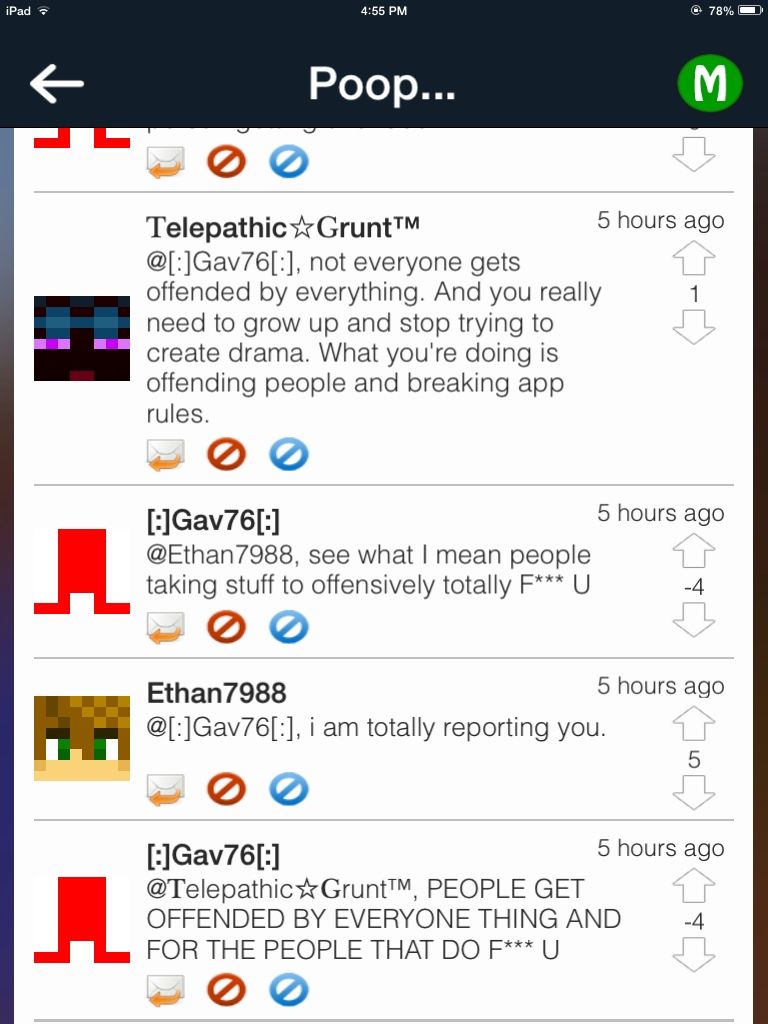 iPad 4:55 PM 78%
Poop... M
Telepathic☆Grunt™ 5 hours ago
@[:]Gav76[:], not everyone gets
offended by everything. And you really
need to grow up and stop trying to
create drama. What you're doing is
offending people and breaking app
rules.
1
[:]Gav76[:] 5 hours ago
@Ethan7988, see what I mean people
taking stuff to offensively totally F*** U
-4
Ethan7988 5 hours ago
@[:]Gav76[:], i am totally reporting you.
5
[:]Gav76[:] 5 hours ago
@Telepathic☆Grunt™, PEOPLE GET
OFFENDED BY EVERYONE THING AND
FOR THE PEOPLE THAT DO F*** U
-4